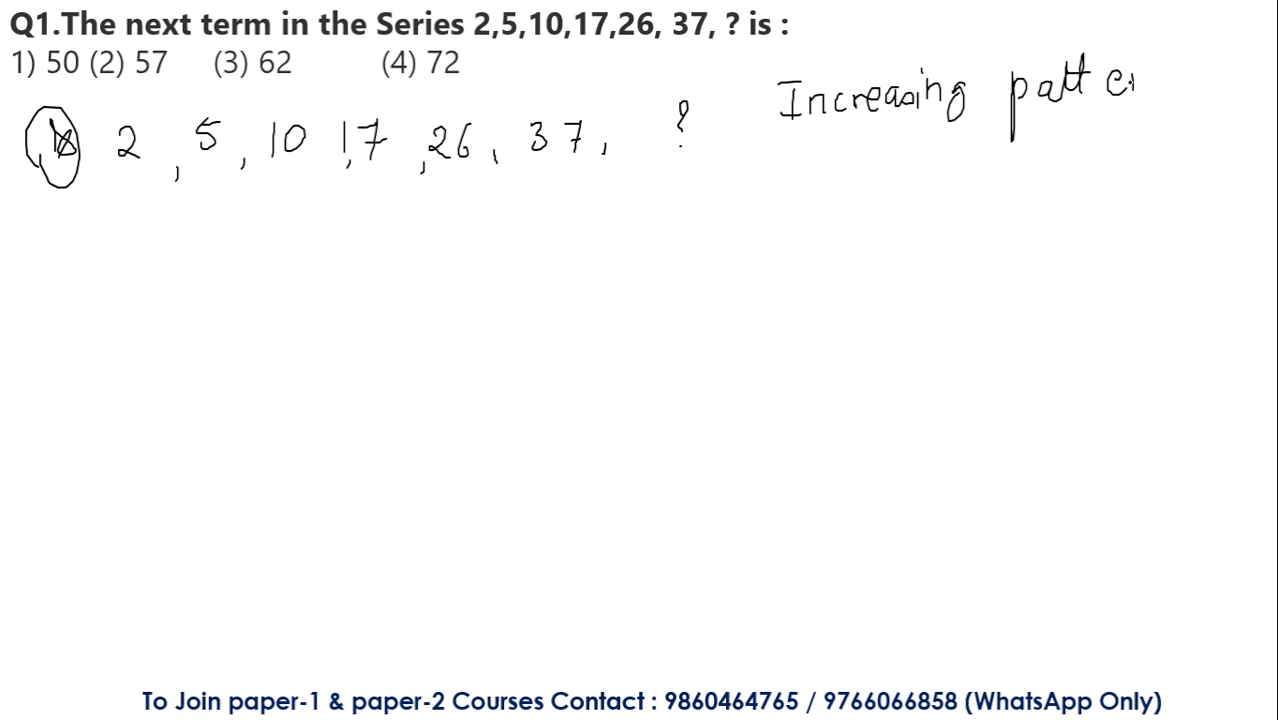 Q1.The next term in the Series 2,5,10,17,26, 37, ? is :
1) 50 (2) 57 (3) 62 (4) 72
Increasing
2 , 5 , 10 , 17 , 26 , 37 , ?
To Join paper-1 & paper-2 Courses Contact : 9860464765 / 9766066858 (WhatsApp Only)